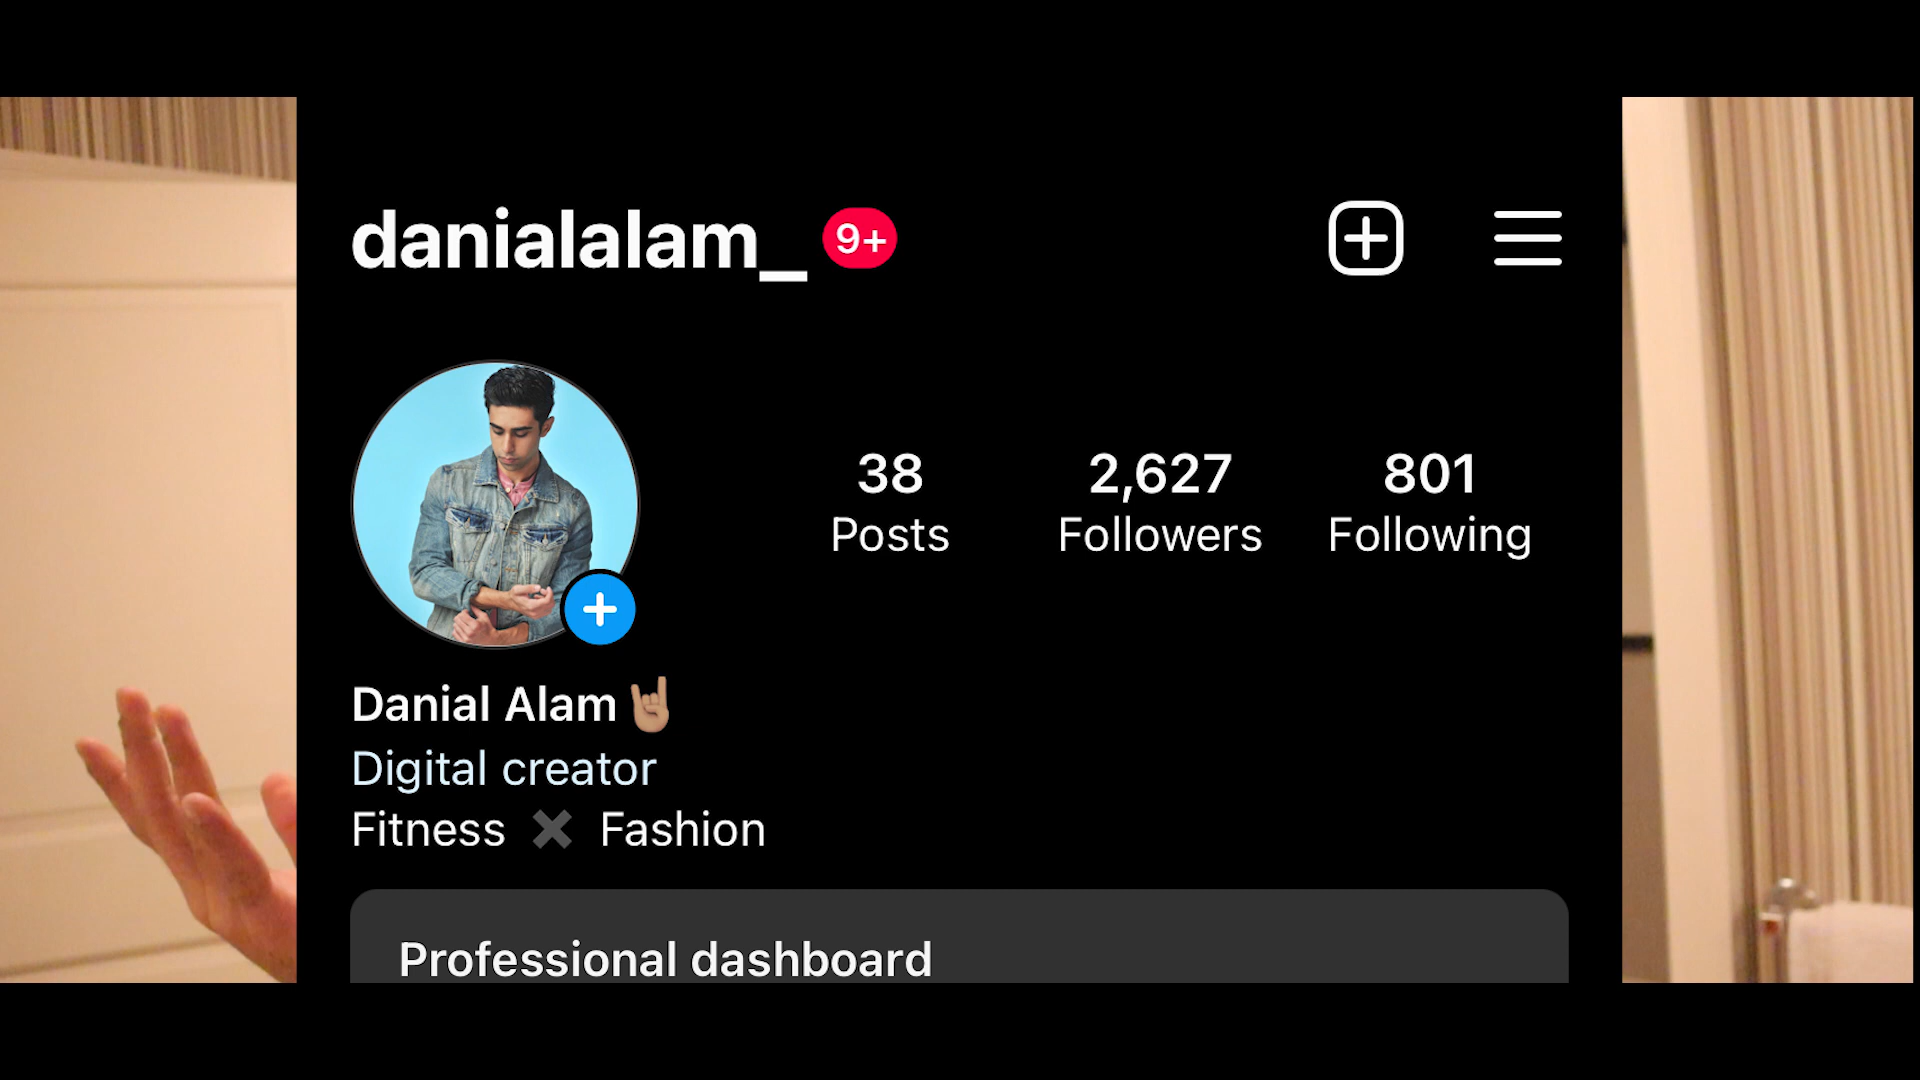 danialalam_ 9+
38 2,627 801
Posts Followers Following
Danial Alam🤘🏽
Digital creator
Fitness ✖ Fashion
Professional dashboard